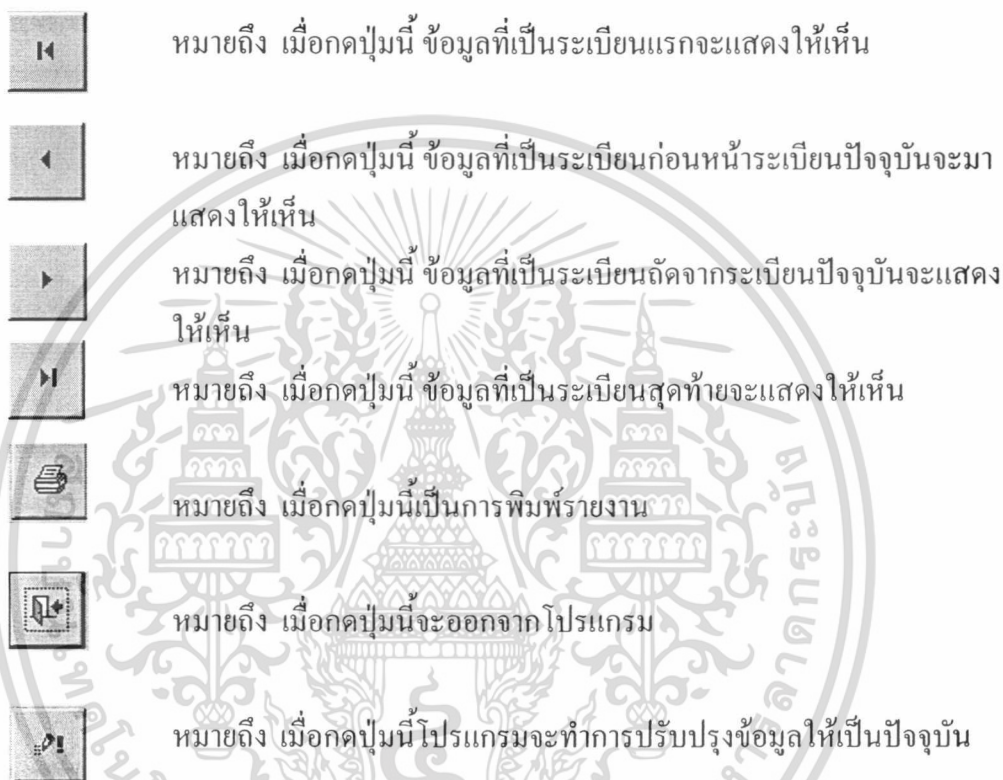 หมายถึง เมื่อกดปุ่มนี้ ข้อมูลที่เป็นระเบียนแรกจะแสดงให้เห็น
หมายถึง เมื่อกดปุ่มนี้ ข้อมูลที่เป็นระเบียนก่อนหน้าระเบียนปัจจุบันจะมา
แสดงให้เห็น
หมายถึง เมื่อกดปุ่มนี้ ข้อมูลที่เป็นระเบียนถัดจากระเบียนปัจจุบันจะแสดง
ให้เห็น
หมายถึง เมื่อกดปุ่มนี้ ข้อมูลที่เป็นระเบียนสุดท้ายจะแสดงให้เห็น
หมายถึง เมื่อกดปุ่มนี้เป็นการพิมพ์รายงาน
หมายถึง เมื่อกดปุ่มนี้จะออกจากโปรแกรม
หมายถึง เมื่อกดปุ่มนี้โปรแกรมจะทำการปรับปรุงข้อมูลให้เป็นปัจจุบัน